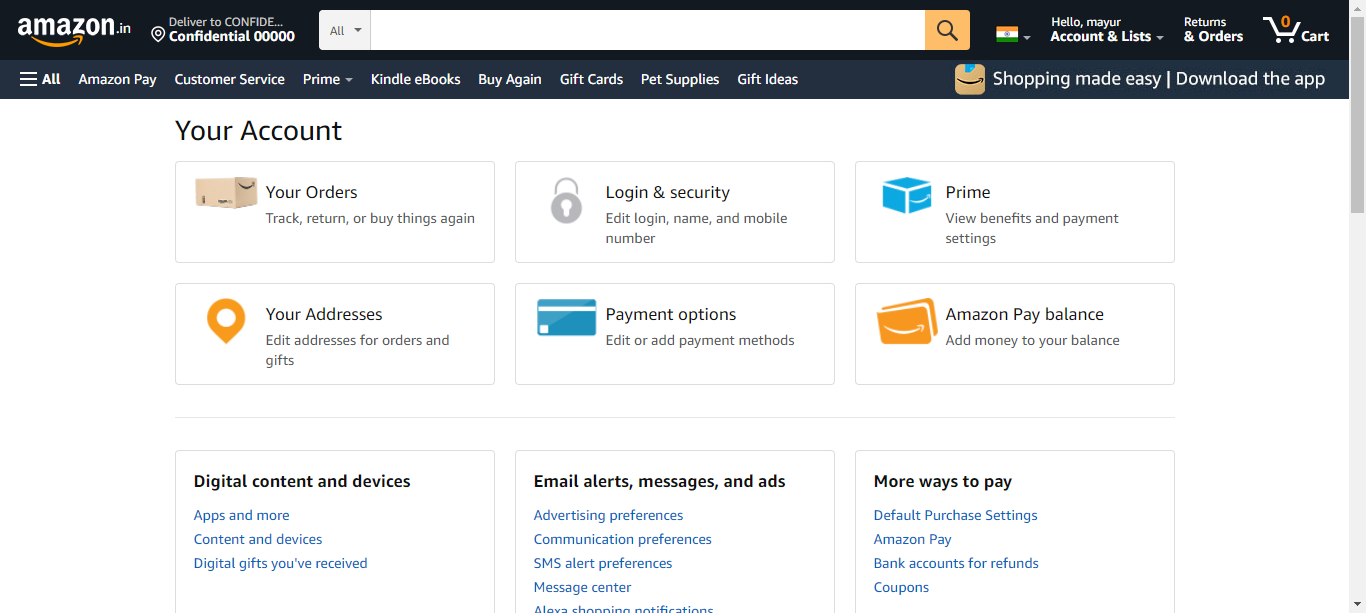 amazon.in
Deliver to CONFIDE...
Confidential 00000
All
Hello, mayur
Account & Lists
Returns
& Orders
0
Cart
All
Amazon Pay
Customer Service
Prime
Kindle eBooks
Buy Again
Gift Cards
Pet Supplies
Gift Ideas
Shopping made easy | Download the app
Your Account
Your Orders
Track, return, or buy things again
Login & security
Edit login, name, and mobile
number
Prime
View benefits and payment
settings
Your Addresses
Edit addresses for orders and
gifts
Payment options
Edit or add payment methods
Amazon Pay balance
Add money to your balance
Digital content and devices
Apps and more
Content and devices
Digital gifts you've received
Email alerts, messages, and ads
Advertising preferences
Communication preferences
SMS alert preferences
Message center
Alexa shopping notifications
More ways to pay
Default Purchase Settings
Amazon Pay
Bank accounts for refunds
Coupons